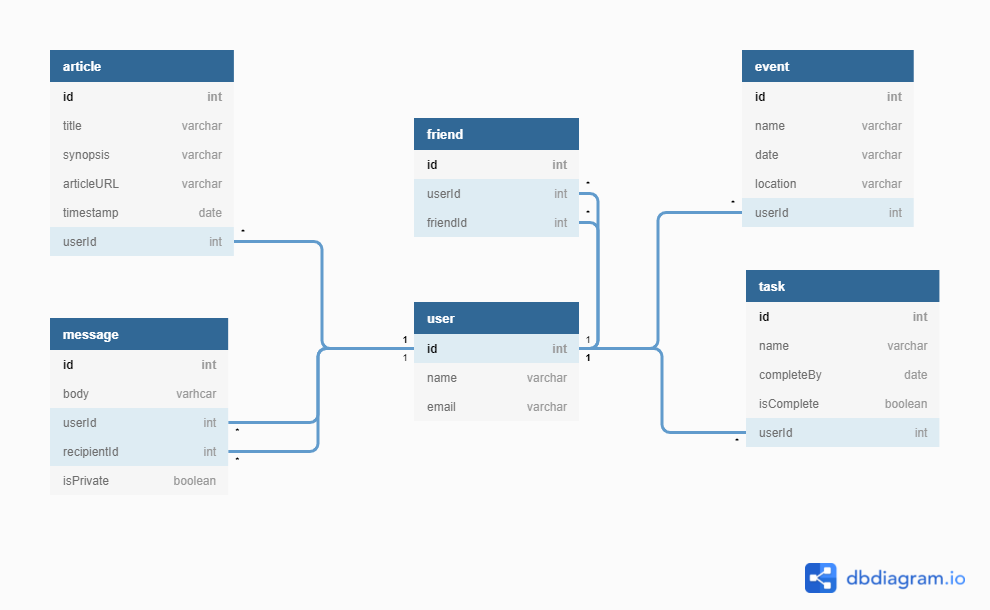 article
id int
title varchar
synopsis varchar
articleURL varchar
timestamp date
userId int
*
message
id int
body varhcar
userId int
*
recipientId int
*
isPrivate boolean
friend
id int
*
userId int
*
friendId int
user
1 id int 1
1 1
name varchar
email varchar
event
id int
name varchar
date varchar
location varchar
*
userId int
task
id int
name varchar
completeBy date
isComplete boolean
userId int
*
dbdiagram.io